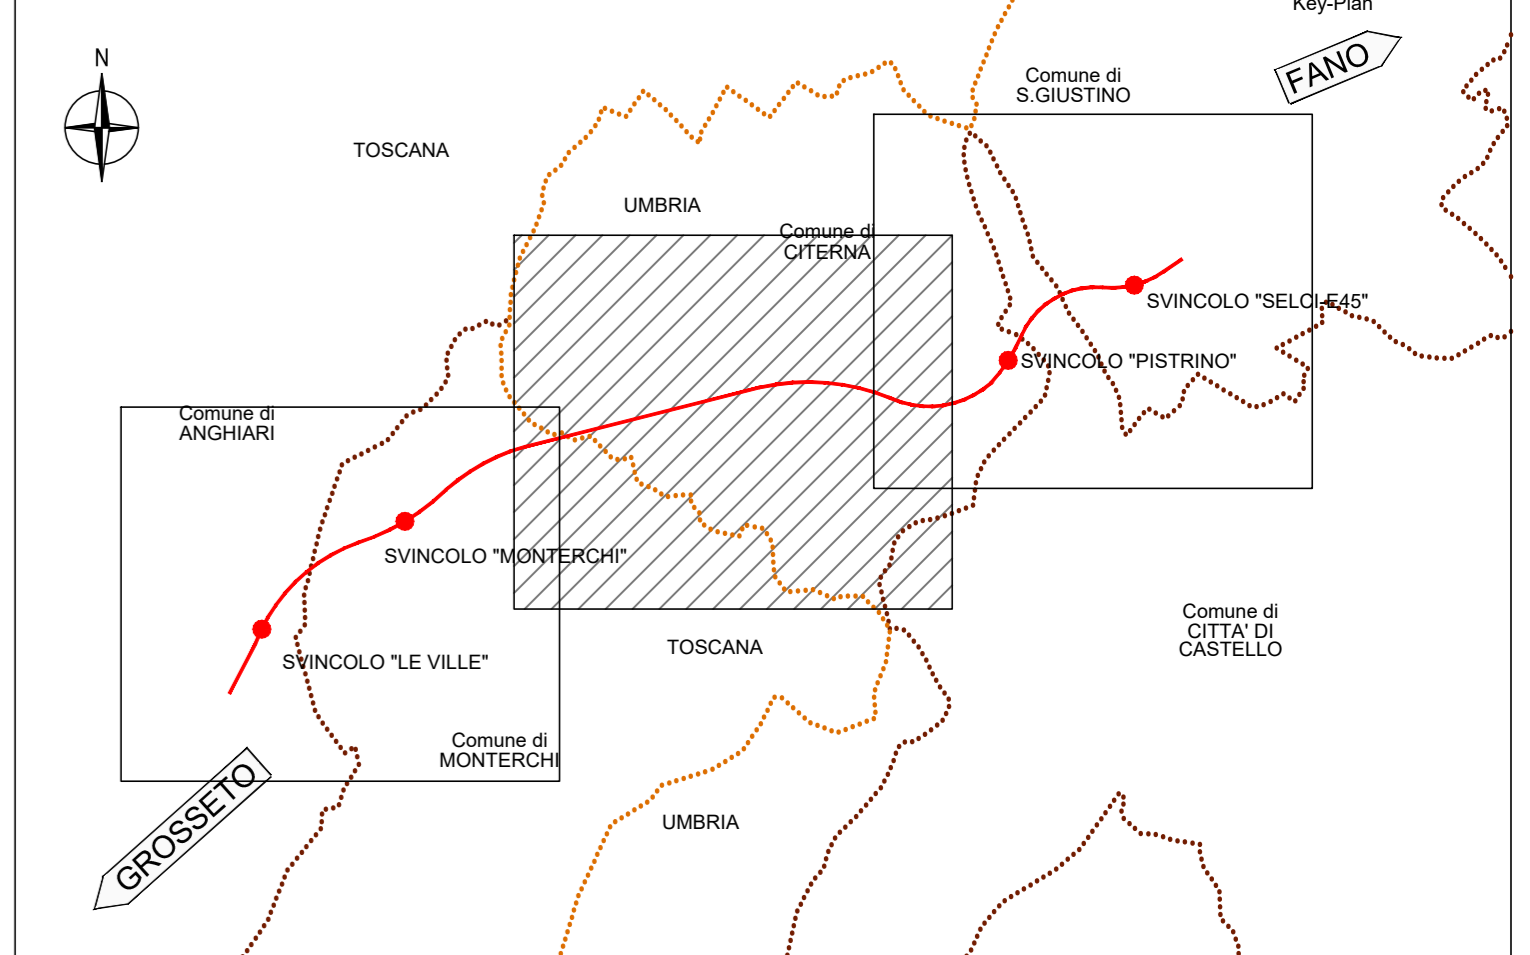 Key-Plan
FANO
N
Comune di
S.GIUSTINO
TOSCANA
UMBRIA
Comune di
CITERNA
SVINCOLO "SELCI-E45"
SVINCOLO "PISTRINO"
Comune di
ANGHIARI
SVINCOLO "MONTERCHI"
Comune di
CITTA' DI
CASTELLO
TOSCANA
SVINCOLO "LE VILLE"
Comune di
MONTERCHI
GROSSETO
UMBRIA